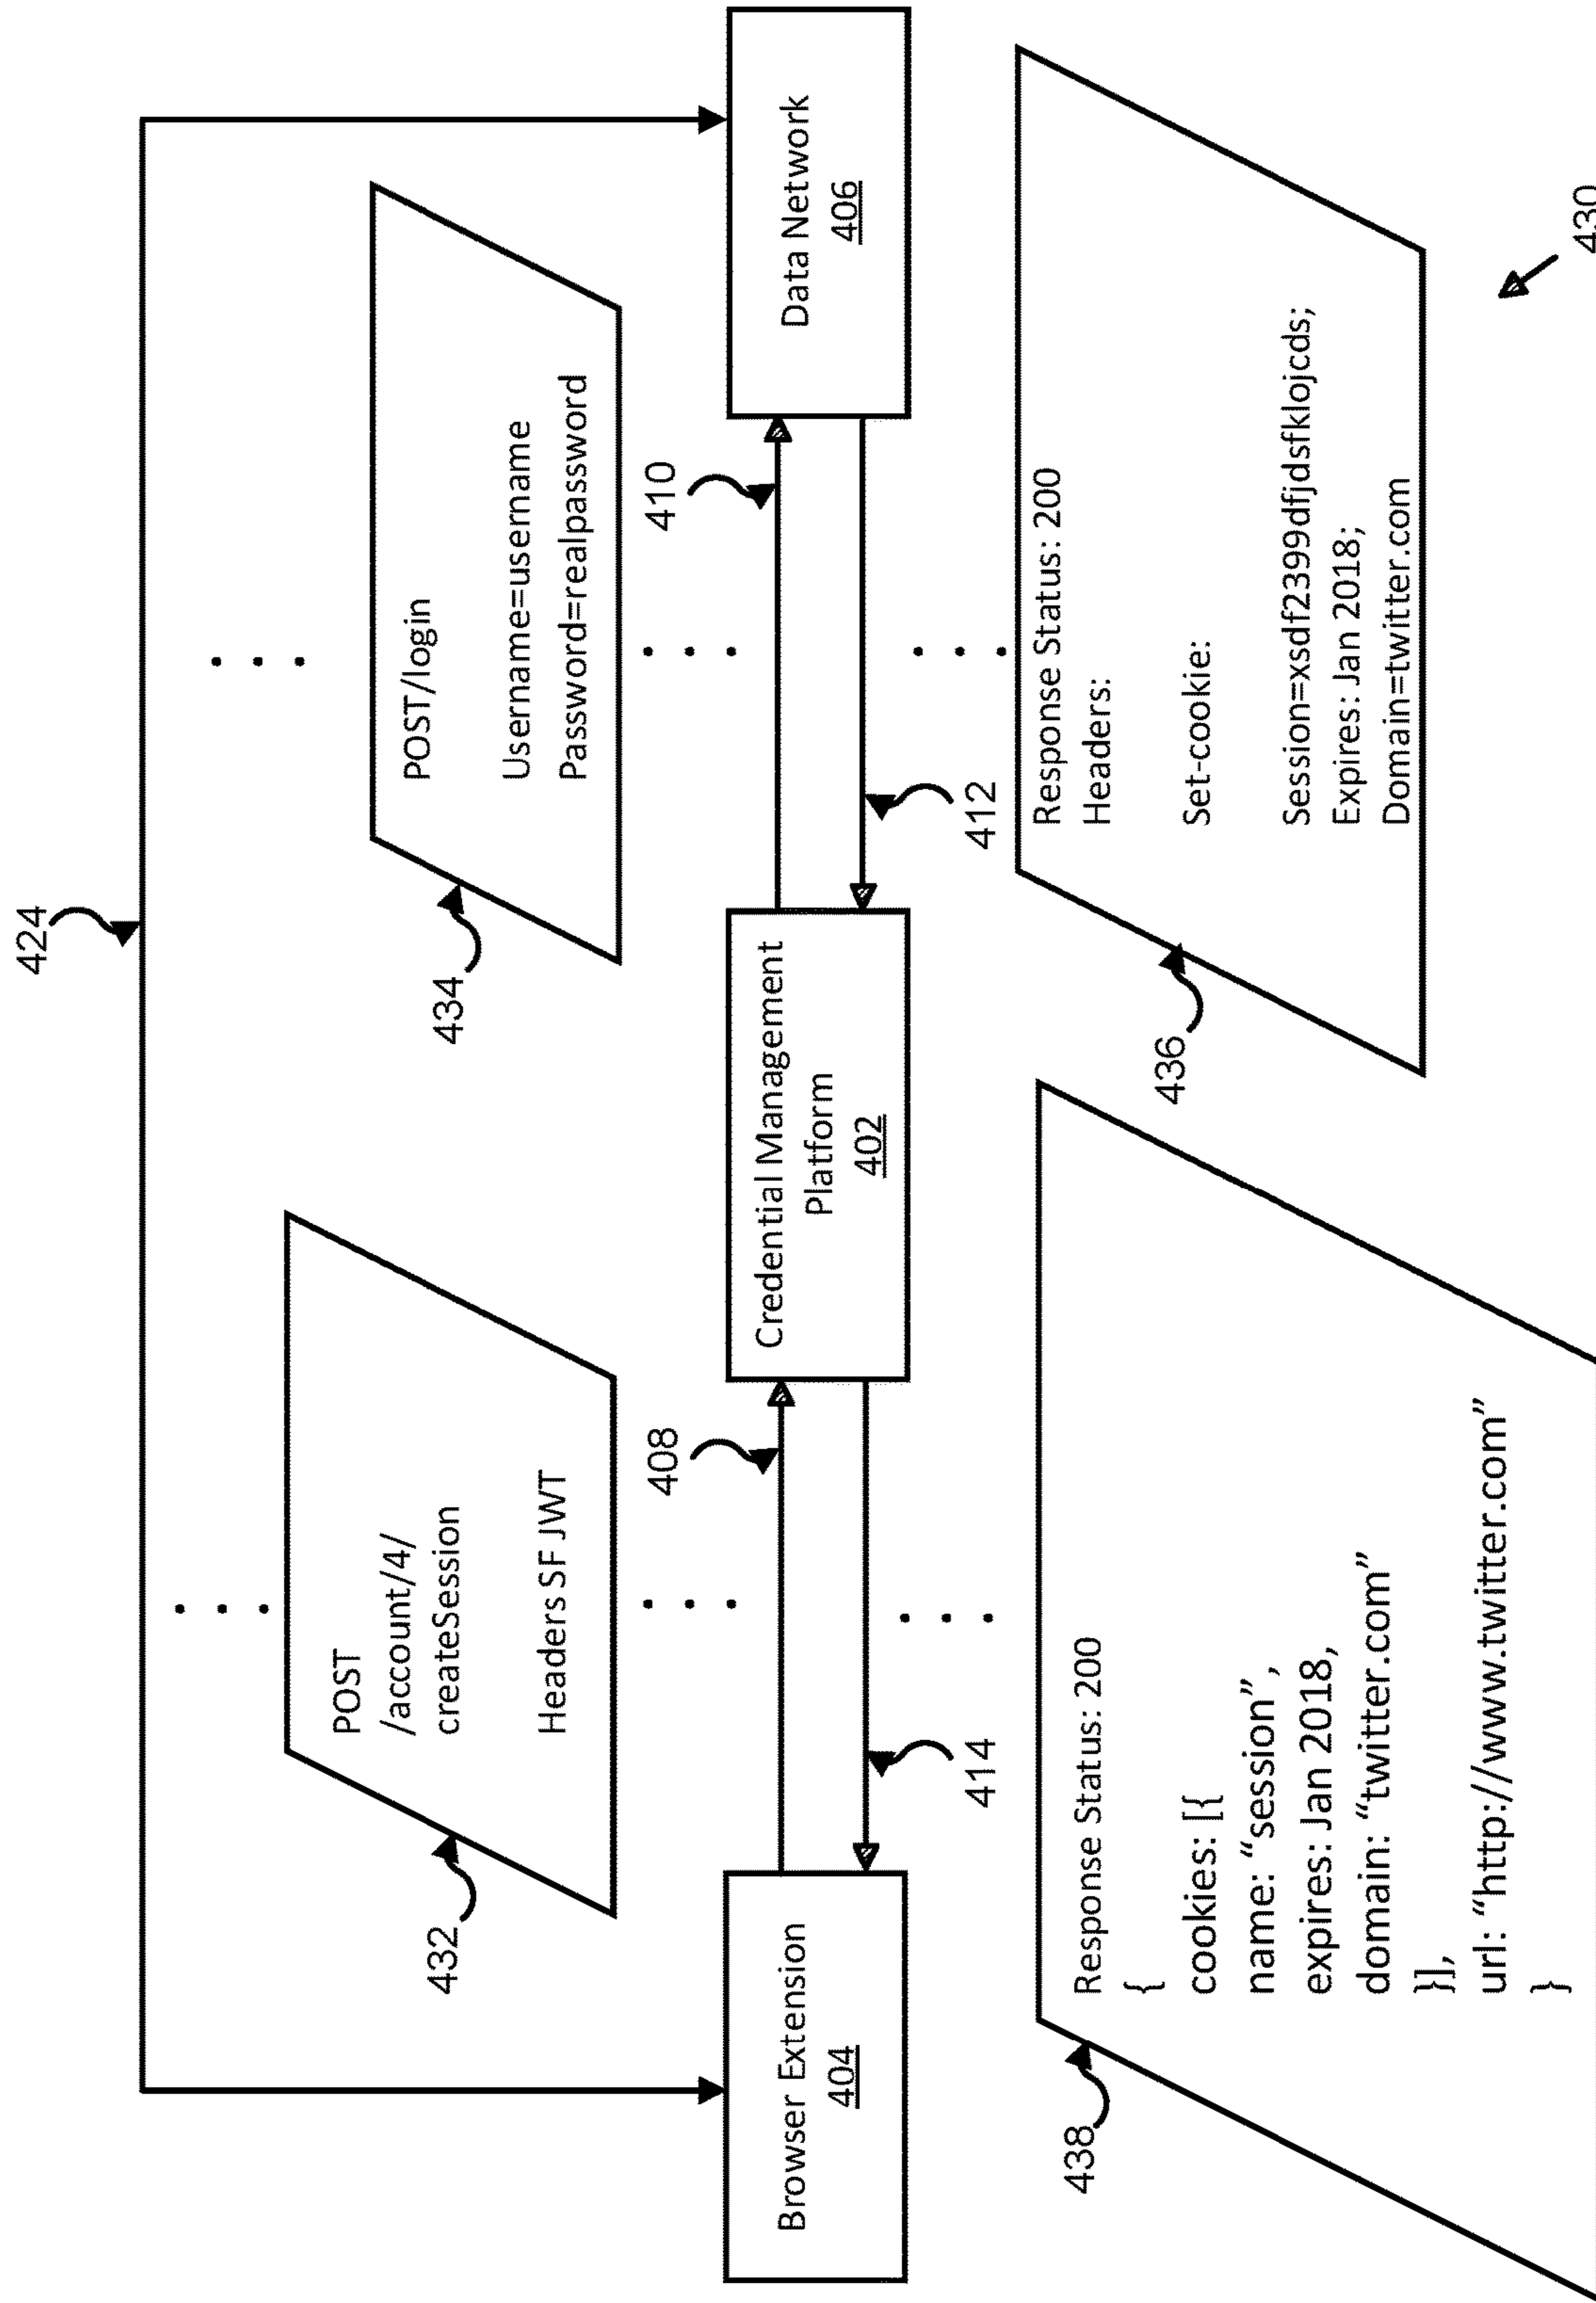 424
POST
/account/4/
createSession
Headers SF JWT
432
POST/login
Username=username
Password=realpassword
434
408
410
Browser Extension
404
Credential Management
Platform
402
Data Network
406
414
412
Response Status: 200
{
cookies: [{
name: “session”,
expires: Jan 2018,
domain: “twitter.com”
}],
url: “http://www.twitter.com”
}
438
Response Status: 200
Headers:
Set-cookie:
Session=xsdf2399dfjdsfklojcds;
Expires: Jan 2018;
Domain=twitter.com
436
430